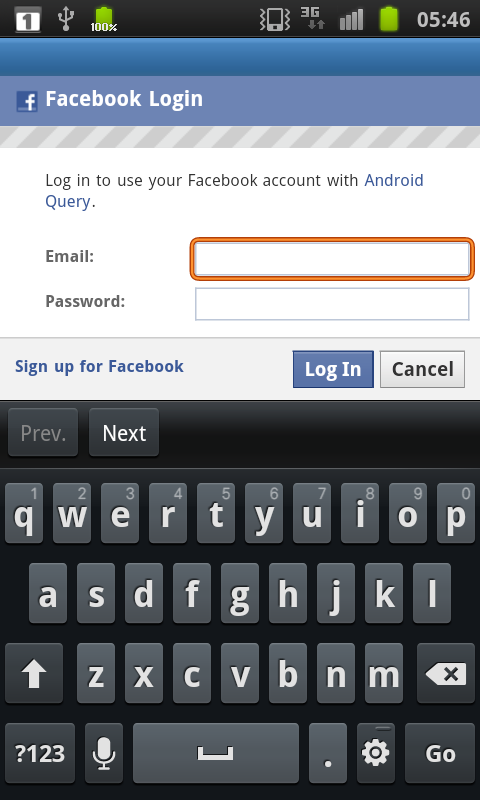 1 100% 3G 05:46
f Facebook Login
Log in to use your Facebook account with Android
Query.
Email:
Password:
Sign up for Facebook Log In Cancel
Prev. Next
1 2 3 4 5 6 7 8 9 0
q w e r t y u i o p
a s d f g h j k l
z x c v b n m
?123 . Go